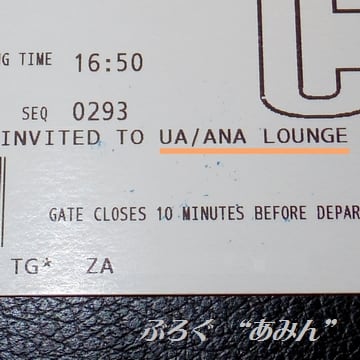 G TIME 16:50
C
SEQ 0293
INVITED TO UA/ANA LOUNGE
GATE CLOSES 10 MINUTES BEFORE DEPAR
TG* ZA
ぶろぐ “あみん”